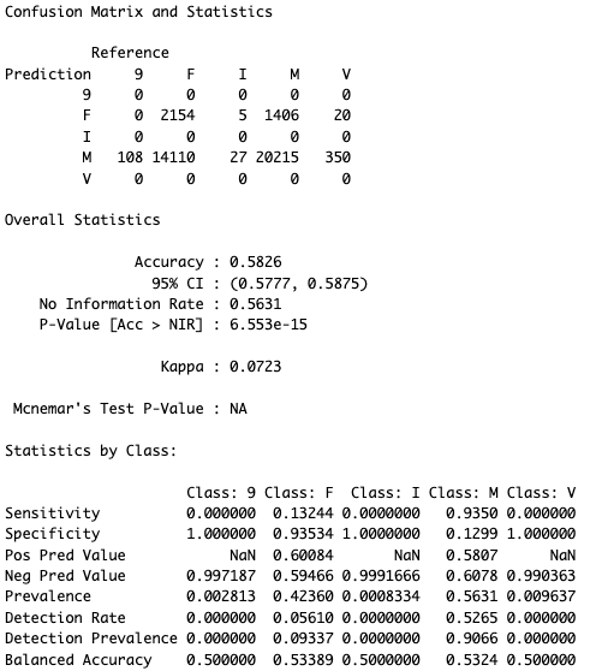 Confusion Matrix and Statistics
Reference
Prediction 9 F I M V
9 0 0 0 0 0
F 0 2154 5 1406 20
I 0 0 0 0 0
M 108 14110 27 20215 350
V 0 0 0 0 0
Overall Statistics
Accuracy : 0.5826
95% CI : (0.5777, 0.5875)
No Information Rate : 0.5631
P-Value [Acc > NIR] : 6.553e-15
Kappa : 0.0723
Mcnemar's Test P-Value : NA
Statistics by Class:
Class: 9 Class: F Class: I Class: M Class: V
Sensitivity 0.000000 0.13244 0.0000000 0.9350 0.000000
Specificity 1.000000 0.93534 1.0000000 0.1299 1.000000
Pos Pred Value NaN 0.60084 NaN 0.5807 NaN
Neg Pred Value 0.997187 0.59466 0.9991666 0.6078 0.990363
Prevalence 0.002813 0.42360 0.0008334 0.5631 0.009637
Detection Rate 0.000000 0.05610 0.0000000 0.5265 0.000000
Detection Prevalence 0.000000 0.09337 0.0000000 0.9066 0.000000
Balanced Accuracy 0.500000 0.53389 0.5000000 0.5324 0.500000